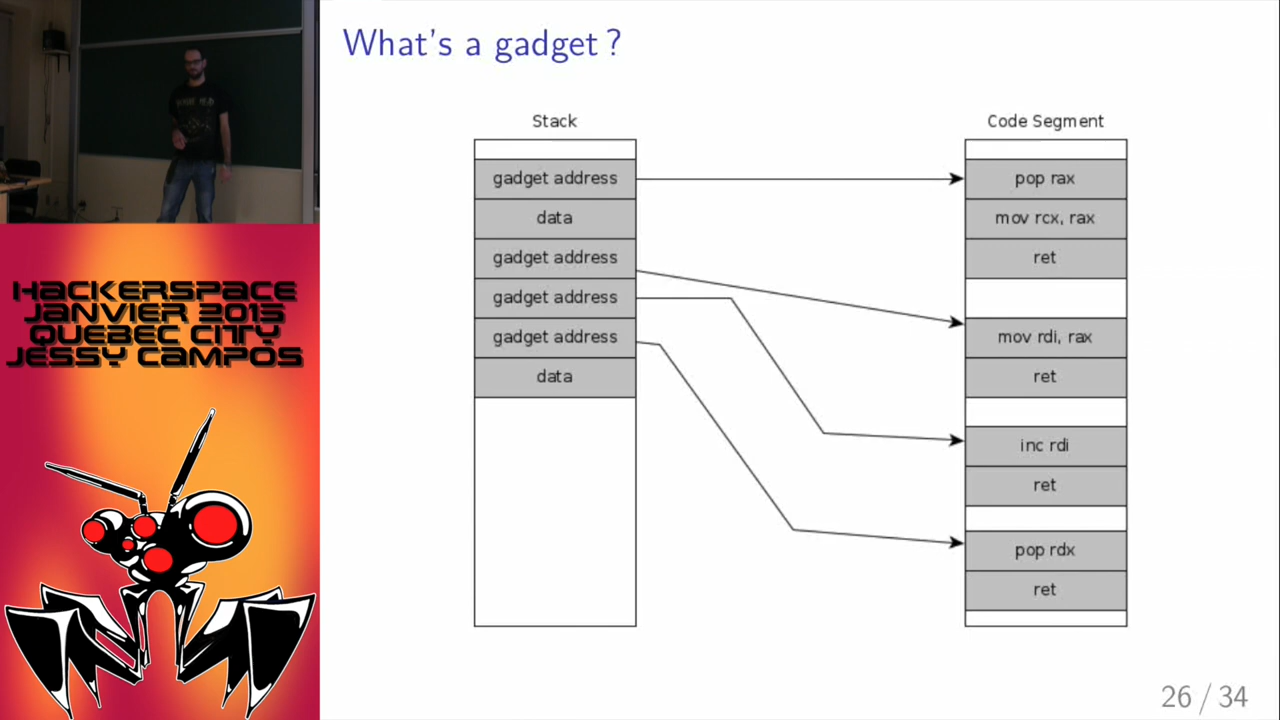 What's a gadget ?
Stack
gadget address
data
gadget address
gadget address
gadget address
data
Code Segment
pop rax
mov rcx, rax
ret
mov rdi, rax
ret
inc rdi
ret
pop rdx
ret
HACKERSPACE
JANVIER 2015
QUEBEC CITY
JESSY CAMPOS
26 / 34